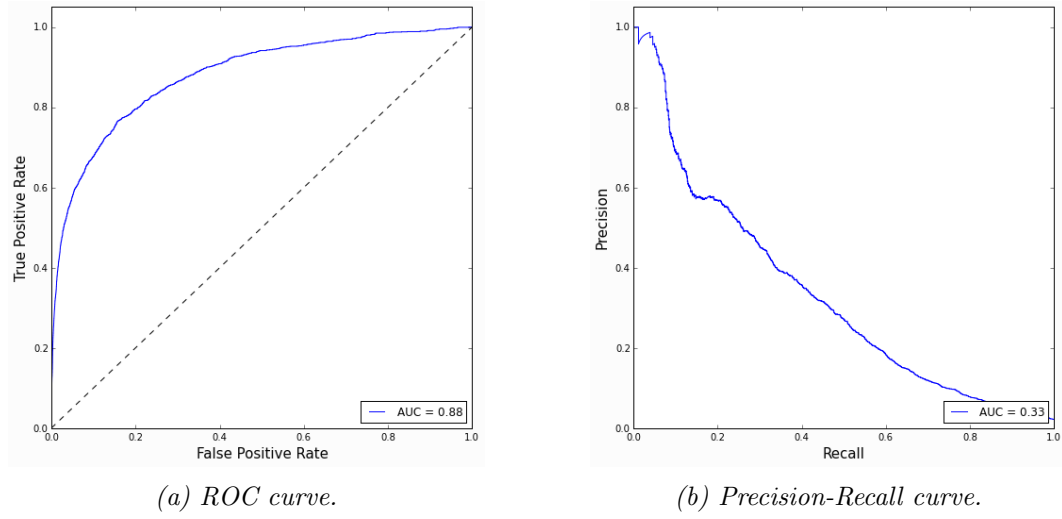 1.0
0.8
0.6
0.4
0.2
0.0
0.0 0.2 0.4 0.6 0.8 1.0
True Positive Rate
False Positive Rate
AUC = 0.88
(a) ROC curve.
1.0
0.8
0.6
0.4
0.2
0.0
0.0 0.2 0.4 0.6 0.8 1.0
Precision
Recall
AUC = 0.33
(b) Precision-Recall curve.